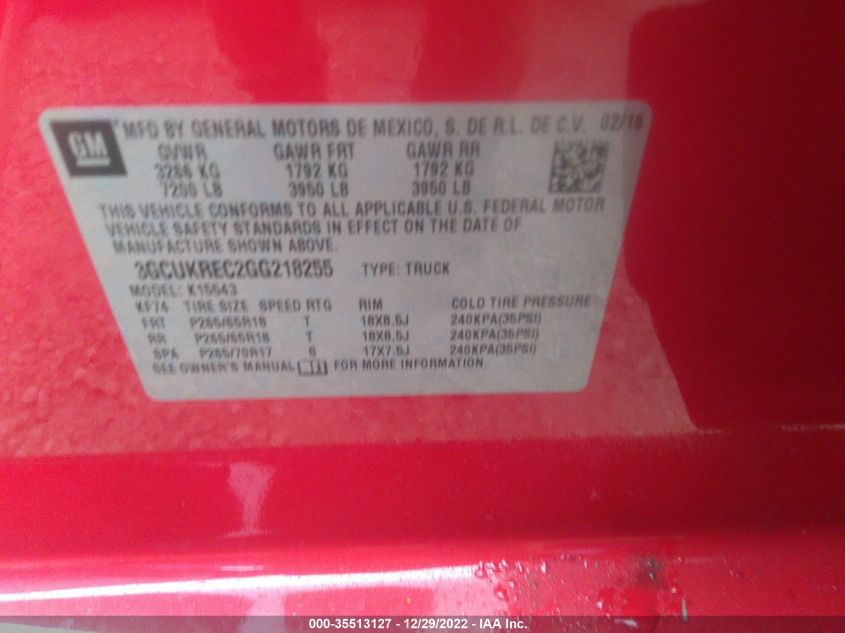 GM
MFD BY GENERAL MOTORS DE MEXICO, S. DE R.L. DE C.V. 02/16
GVWR GAWR FRT GAWR RR
3266 KG 1792 KG 1792 KG
7200 LB 3950 LB 3950 LB
THIS VEHICLE CONFORMS TO ALL APPLICABLE U.S. FEDERAL MOTOR
VEHICLE SAFETY STANDARDS IN EFFECT ON THE DATE OF
MANUFACTURE SHOWN ABOVE.
3GCUKREC2GG218255 TYPE: TRUCK
MODEL: K15543
KF74 TIRE SIZE SPEED RTG RIM COLD TIRE PRESSURE
FRT P265/65R18 T 18X8.5J 240KPA(35PSI)
RR P265/65R18 T 18X8.5J 240KPA(35PSI)
SPA P265/70R17 S 17X7.5J 240KPA(35PSI)
SEE OWNER'S MANUAL FOR MORE INFORMATION.
000-35513127 - 12/29/2022 - IAA Inc.